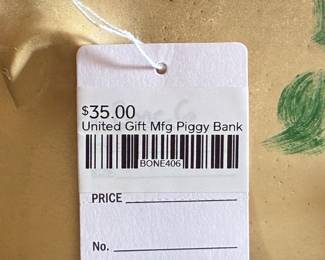 $35.00
United Gift Mfg Piggy Bank
BONE406
PRICE
No.